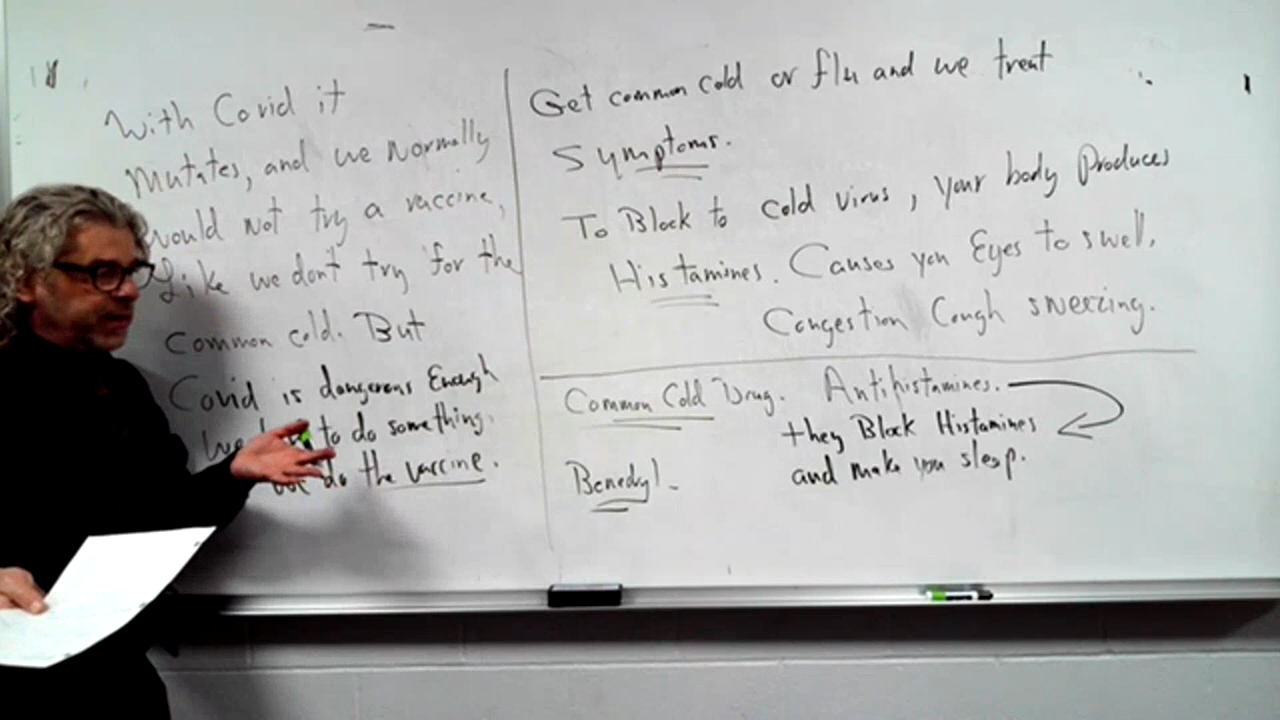 With Covid it
Mutates, and we Normally
would not try a vaccine,
Like we don't try for the
Common cold. But
Covid is dangerous Enough
We to do something.
we do the vaccine.
Get common cold or flu and we treat
Symptoms.
To Block to cold virus, your body Produces
Histamines. Causes you Eyes to swell,
Congestion Cough sneezing.
Common Cold Drug. Antihistamines.
they Block Histamines
and make you sleep.
Benedryl